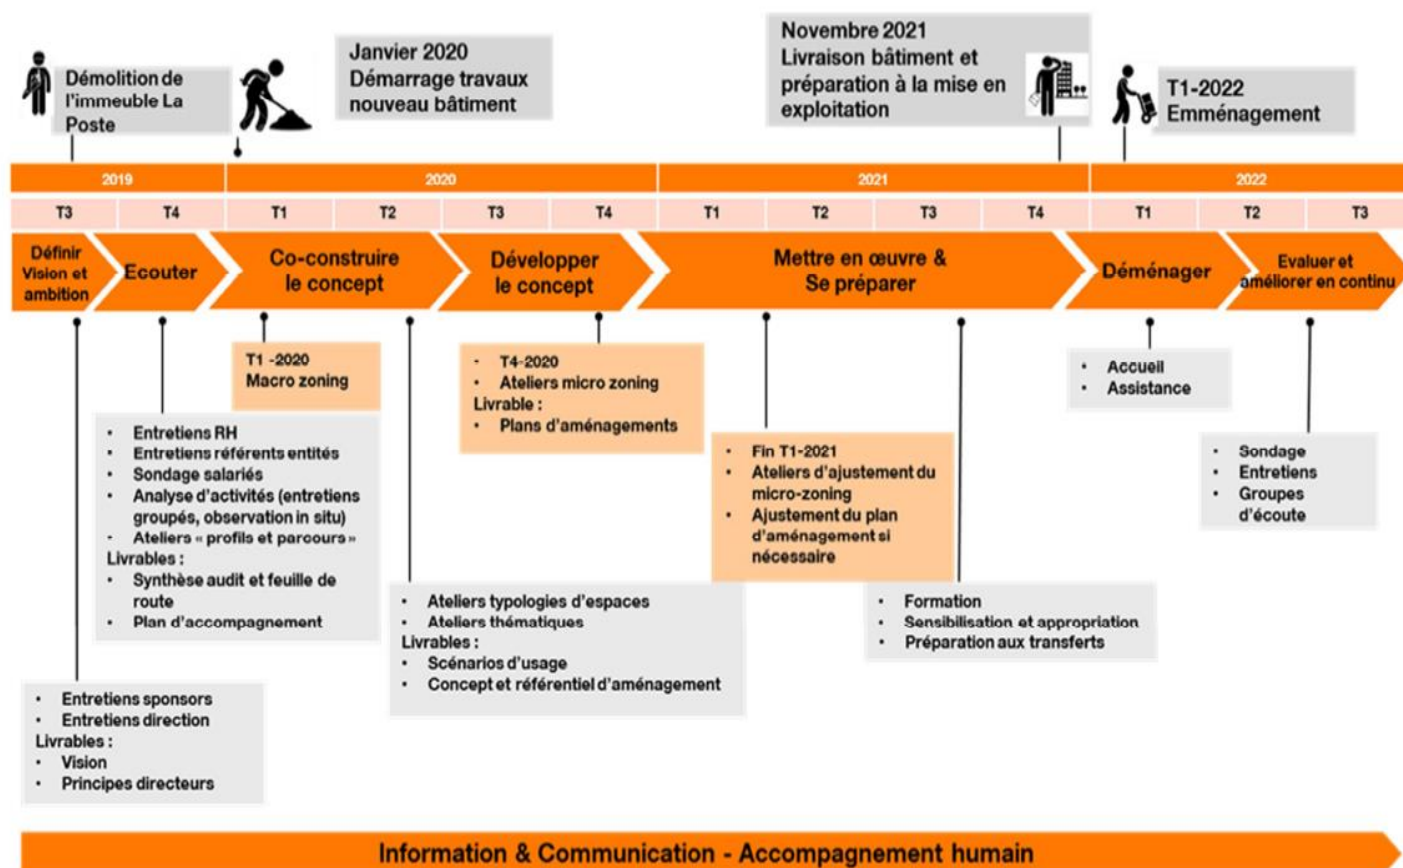 Démolition de
l'immeuble La
Poste
Janvier 2020
Démarrage travaux
nouveau bâtiment
Novembre 2021
Livraison bâtiment et
préparation à la mise en
exploitation
T1-2022
Emménagement
2019
2020
2021
2022
T3
T4
T1
T2
T3
T4
T1
T2
T3
T4
T1
T2
T3
Définir
Vision et
ambition
Ecouter
Co-construire
le concept
Développer
le concept
Mettre en œuvre &
Se préparer
Déménager
Evaluer et
améliorer en continu
T1 -2020
Macro zoning
- T4-2020
• Ateliers micro zoning
Livrable :
• Plans d'aménagements
• Accueil
• Assistance
• Entretiens RH
• Entretiens référents entités
• Sondage salariés
• Analyse d'activités (entretiens
groupés, observation in situ)
- Ateliers « profils et parcours »
Livrables :
• Synthèse audit et feuille de
route
• Plan d'accompagnement
• Fin T1-2021
• Ateliers d'ajustement du
micro-zoning
• Ajustement du plan
d'aménagement si
nécessaire
• Sondage
• Entretiens
• Groupes
d'écoute
• Ateliers typologies d'espaces
• Ateliers thématiques
Livrables :
• Scénarios d'usage
• Concept et référentiel d'aménagement
• Formation
• Sensibilisation et appropriation
• Préparation aux transferts
• Entretiens sponsors
• Entretiens direction
Livrables :
• Vision
• Principes directeurs
Information & Communication - Accompagnement humain